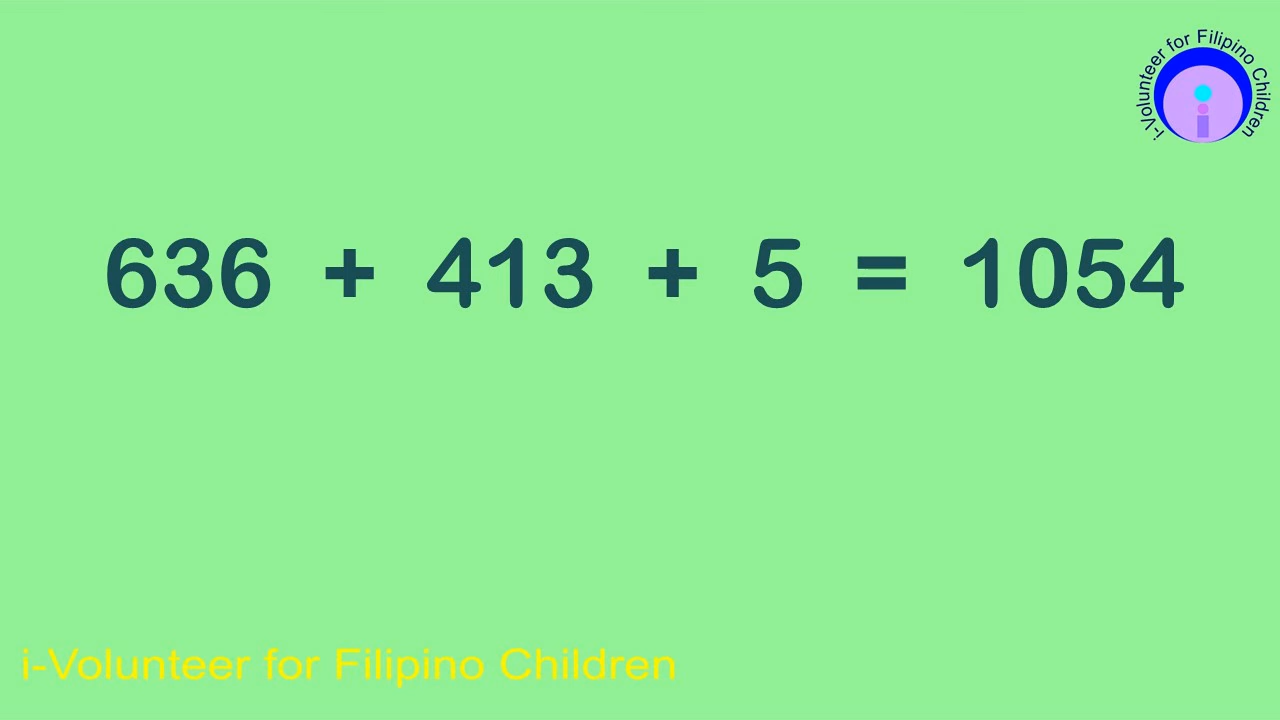 i-Volunteer for Filipino Children
636 + 413 + 5 = 1054
i-Volunteer for Filipino Children